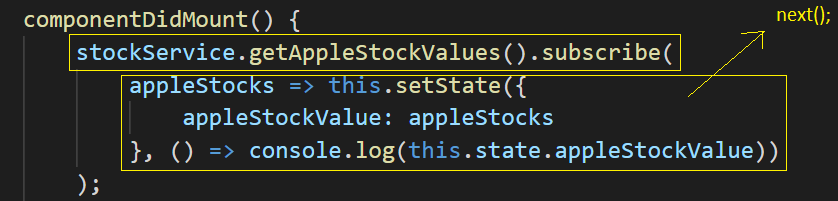 componentDidMount() {
next();
stockService.getAppleStockValues().subscribe(
appleStocks => this.setState({
appleStockValue: appleStocks
}, () => console.log(this.state.appleStockValue))
);